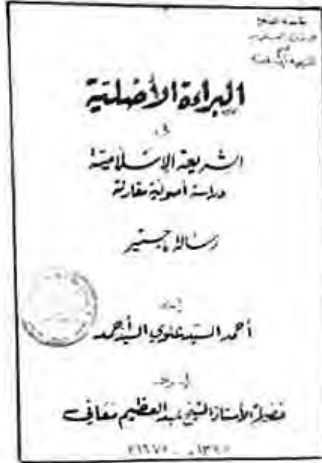 البراءة الأصلية
في
الشريعة الإسلامية
دراسة أصولية مقارنة
رسالة ماجستير
إعداد
أحمد السيد علوي السيد أحمد
فضيلة الأستاذ الشيخ عبد العظيم معاني